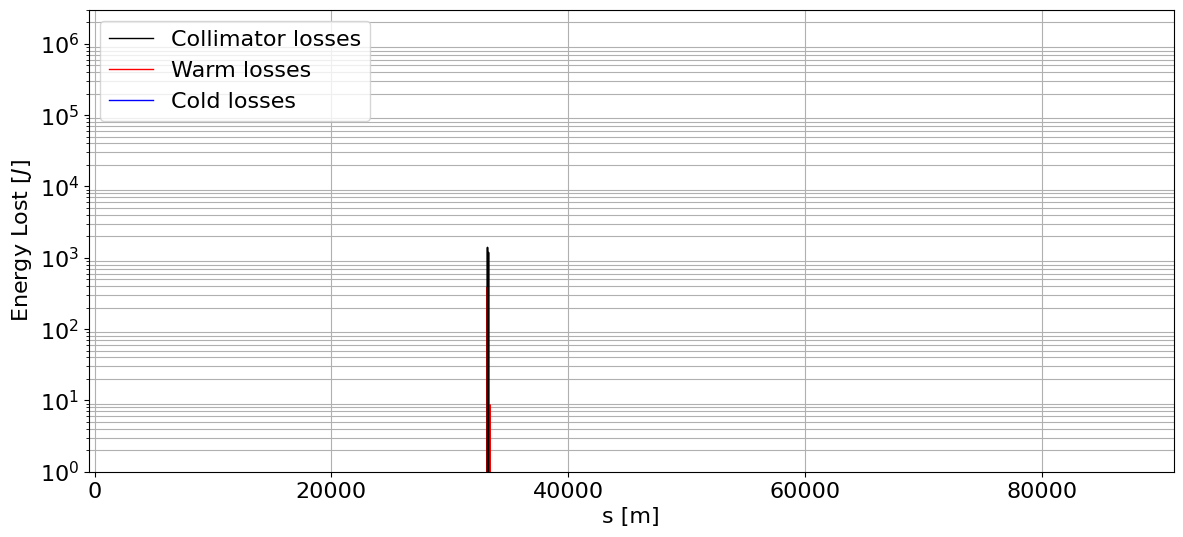 Collimator losses
Warm losses
Cold losses
Energy Lost [J]
10^6
10^5
10^4
10^3
10^2
10^1
10^0
0 20000 40000 60000 80000
s [m]